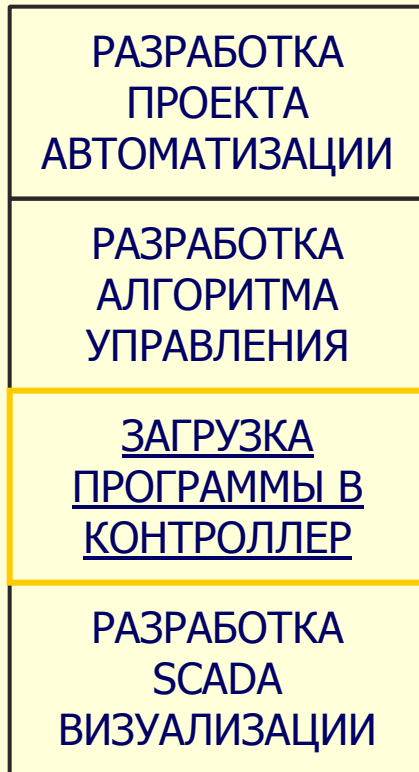 РАЗРАБОТКА
ПРОЕКТА
АВТОМАТИЗАЦИИ
РАЗРАБОТКА
АЛГОРИТМА
УПРАВЛЕНИЯ
ЗАГРУЗКА
ПРОГРАММЫ В
КОНТРОЛЛЕР
РАЗРАБОТКА
SCADA
ВИЗУАЛИЗАЦИИ